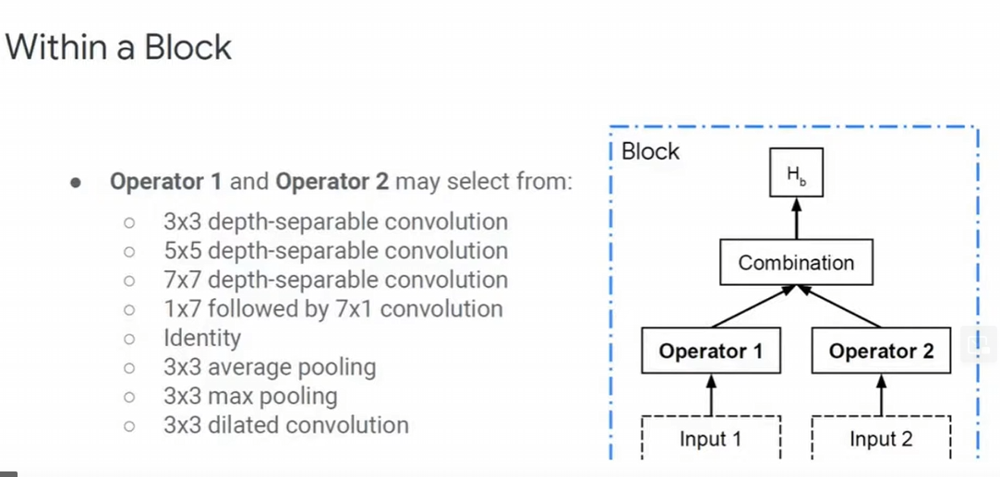 Within a Block
Operator 1 and Operator 2 may select from:
3x3 depth-separable convolution
5x5 depth-separable convolution
7x7 depth-separable convolution
1x7 followed by 7x1 convolution
Identity
3x3 average pooling
3x3 max pooling
3x3 dilated convolution
Block
Hb
Combination
Operator 1
Operator 2
Input 1
Input 2